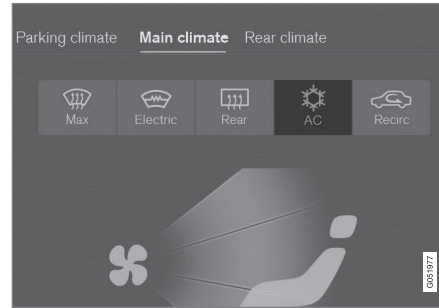 Parking climate Main climate Rear climate
Max Electric Rear AC Recirc
G051977